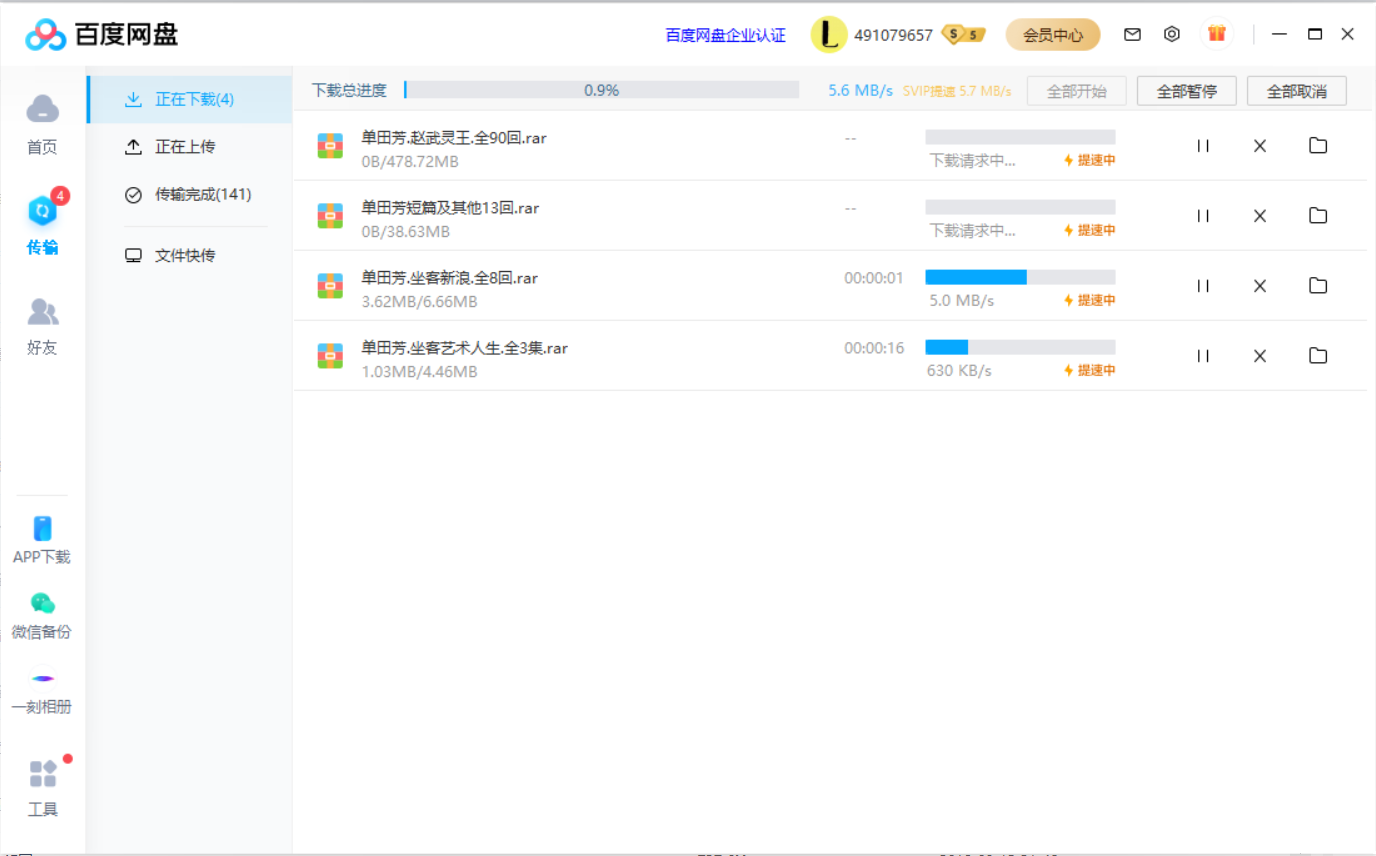 百度网盘
百度网盘企业认证
491079657
S 5
会员中心
首页
4
传输
好友
APP下载
微信备份
一刻相册
工具
正在下载(4)
正在上传
传输完成(141)
文件快传
下载总进度 0.9% 5.6 MB/s SVIP提速 5.7 MB/s 全部开始 全部暂停 全部取消
单田芳.赵武灵王.全90回.rar
0B/478.72MB
--
下载请求中... 提速中
单田芳短篇及其他13回.rar
0B/38.63MB
--
下载请求中... 提速中
单田芳.坐客新浪.全8回.rar
3.62MB/6.66MB
00:00:01
5.0 MB/s 提速中
单田芳.坐客艺术人生.全3集.rar
1.03MB/4.46MB
00:00:16
630 KB/s 提速中